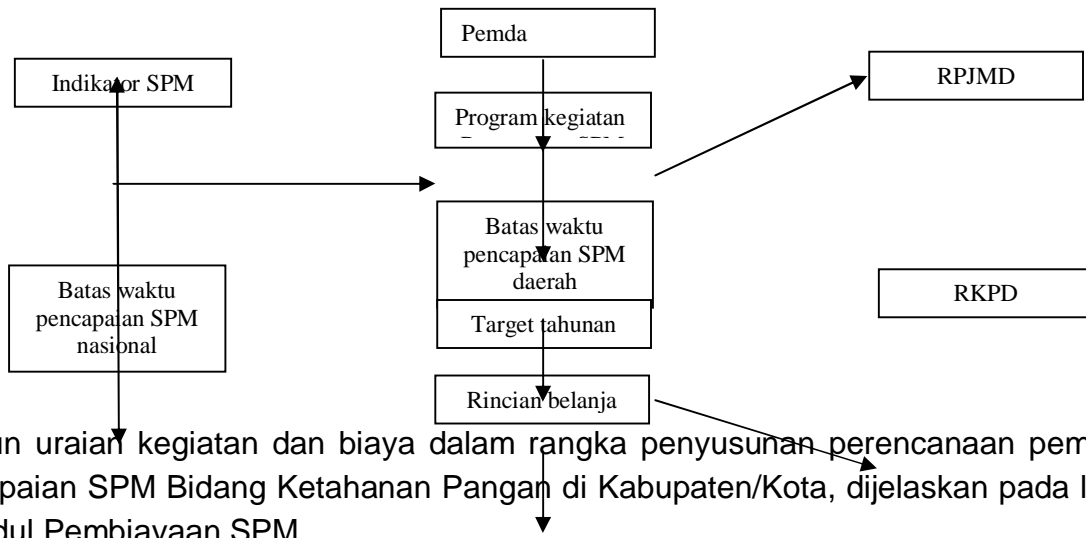 Pemda
Indikator SPM
RPJMD
Program kegiatan
Batas waktu
pencapaian SPM
daerah
Batas waktu
pencapaian SPM
nasional
RKPD
Target tahunan
Rincian belanja
un uraian kegiatan dan biaya dalam rangka penyusunan perencanaan pem
paian SPM Bidang Ketahanan Pangan di Kabupaten/Kota, dijelaskan pada l
dul Pembiayaan SPM